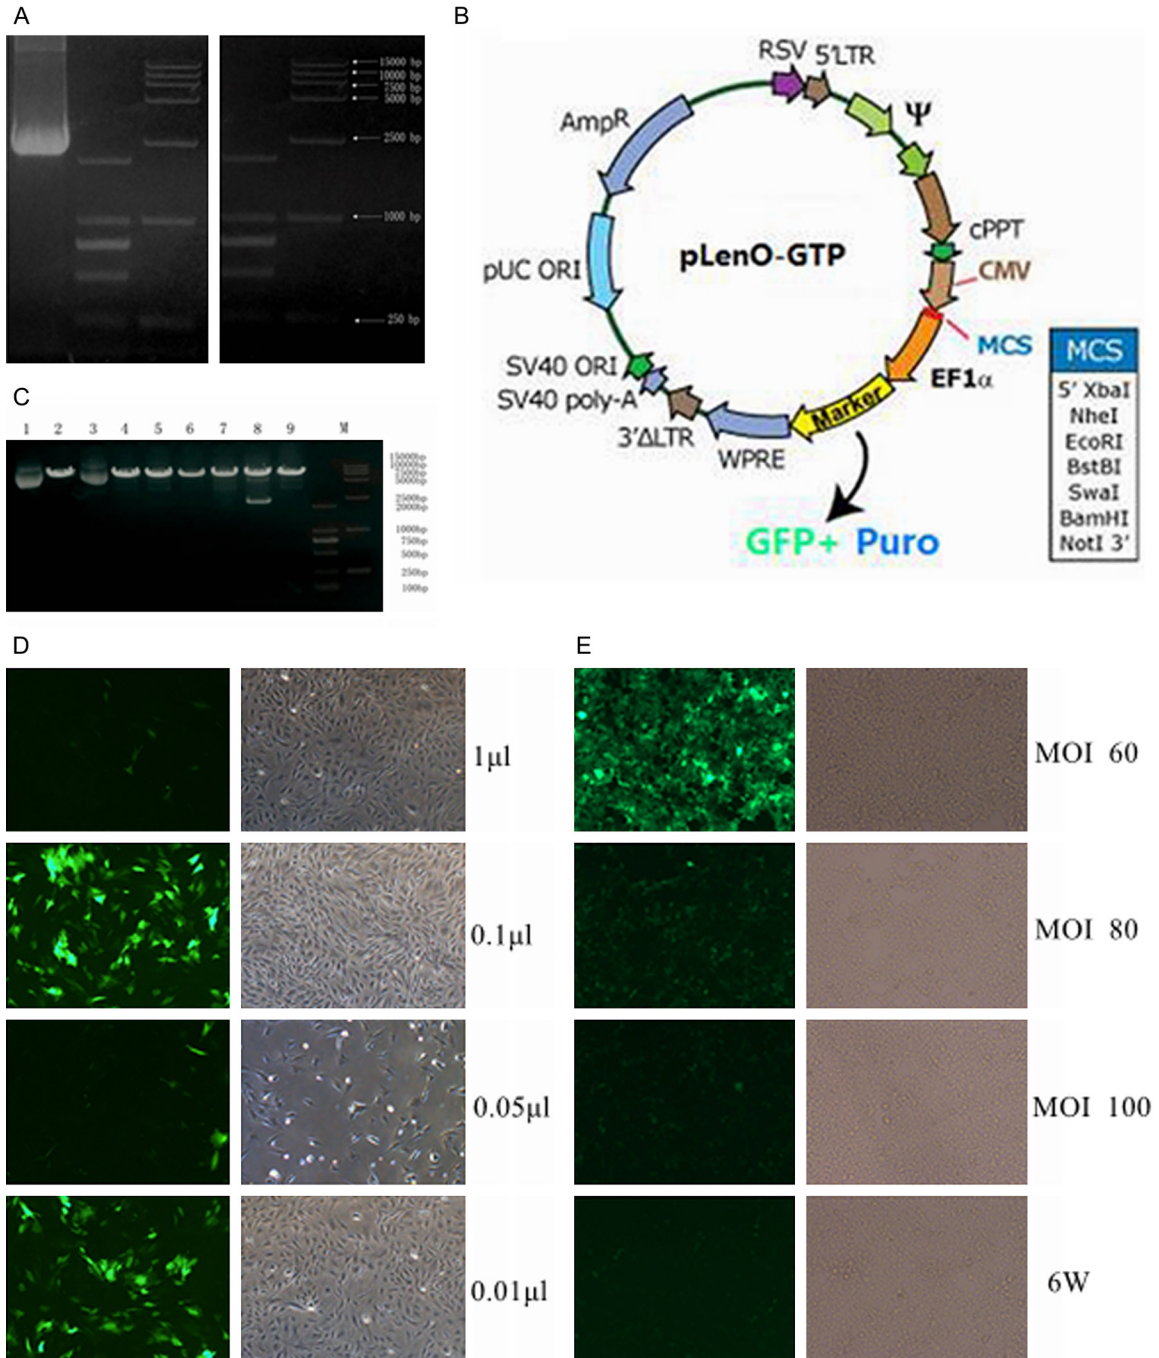 A
15000 bp
10000 bp
7500 bp
5000 bp
2500 bp
1000 bp
250 bp
B
RSV 5'LTR
Ψ
AmpR
cPPT
pLenO-GTP
CMV
pUC ORI
MCS
MCS
5' XbaI
NheI
EcoRI
BstBI
SwaI
BamHI
NotI 3'
SV40 ORI
EF1α
SV40 poly-A
Marker
3'ΔLTR
WPRE
GFP+ Puro
C
1 2 3 4 5 6 7 8 9 M
15000bp
10000bp
7500bp
5000bp
2500bp
2000bp
1000bp
750bp
500bp
250bp
100bp
D
1μl
0.1μl
0.05μl
0.01μl
E
MOI 60
MOI 80
MOI 100
6W